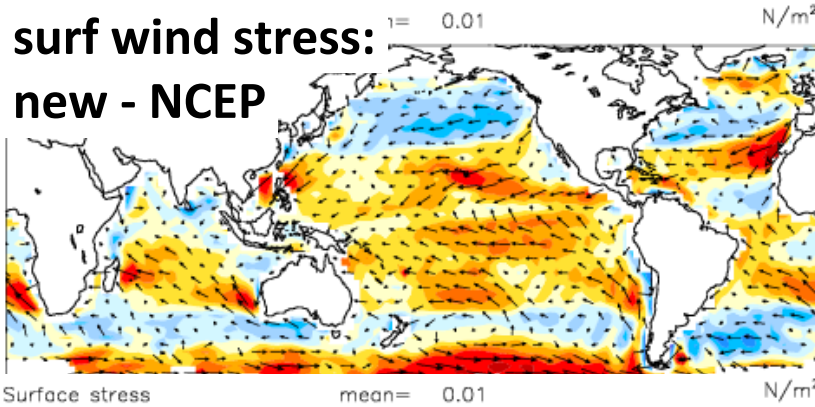 surf wind stress:
new - NCEP
= 0.01 N/m²
Surface stress mean= 0.01 N/m²